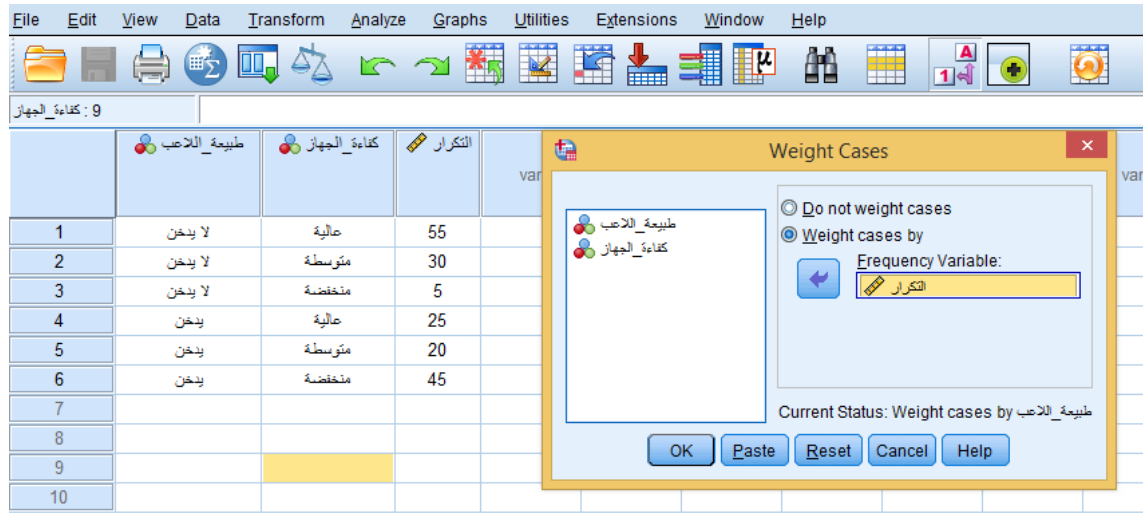 File Edit View Data Transform Analyze Graphs Utilities Extensions Window Help
9 : كفاءة_الجهاز
طبيعة_اللاعب كفاءة_الجهاز التكرار var var
1 لا يدخن عالية 55
2 لا يدخن متوسطة 30
3 لا يدخن منخفضة 5
4 يدخن عالية 25
5 يدخن متوسطة 20
6 يدخن منخفضة 45
7
8
9
10
Weight Cases
طبيعة_اللاعب
كفاءة_الجهاز
Do not weight cases
Weight cases by
Frequency Variable:
التكرار
Current Status: Weight cases by طبيعة_اللاعب
OK Paste Reset Cancel Help